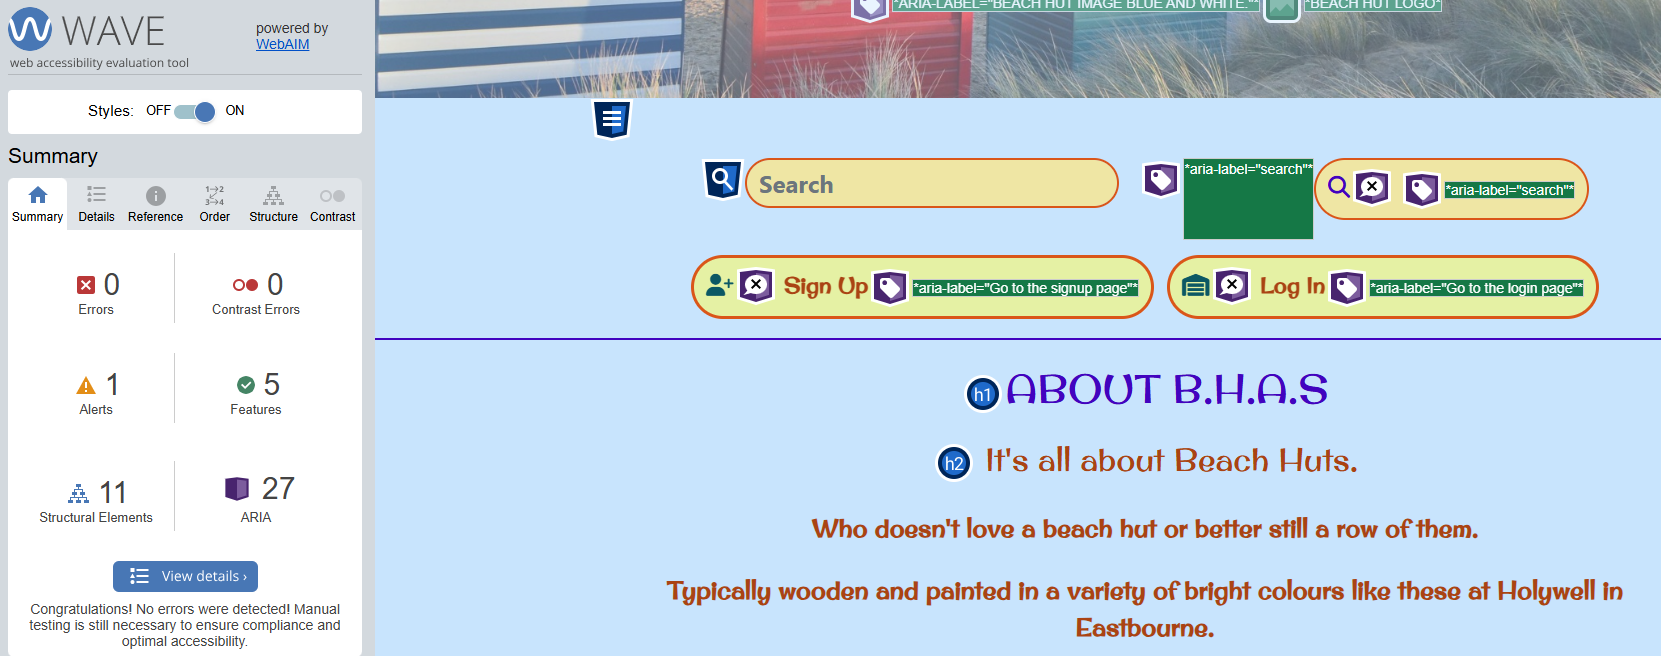 WAVE
powered by
WebAIM
web accessibility evaluation tool
Styles: OFF ON
Summary
Summary Details Reference Order Structure Contrast
0 Errors
0 Contrast Errors
1 Alerts
5 Features
11 Structural Elements
27 ARIA
View details ›
Congratulations! No errors were detected! Manual
testing is still necessary to ensure compliance and
optimal accessibility.
*ARIA-LABEL="BEACH HUT IMAGE BLUE AND WHITE."* *BEACH HUT LOGO*
Search *aria-label="search"* *aria-label="search"*
Sign Up *aria-label="Go to the signup page"* Log In *aria-label="Go to the login page"*
h1 ABOUT B.H.A.S
h2 It's all about Beach Huts.
Who doesn't love a beach hut or better still a row of them.
Typically wooden and painted in a variety of bright colours like these at Holywell in
Eastbourne.